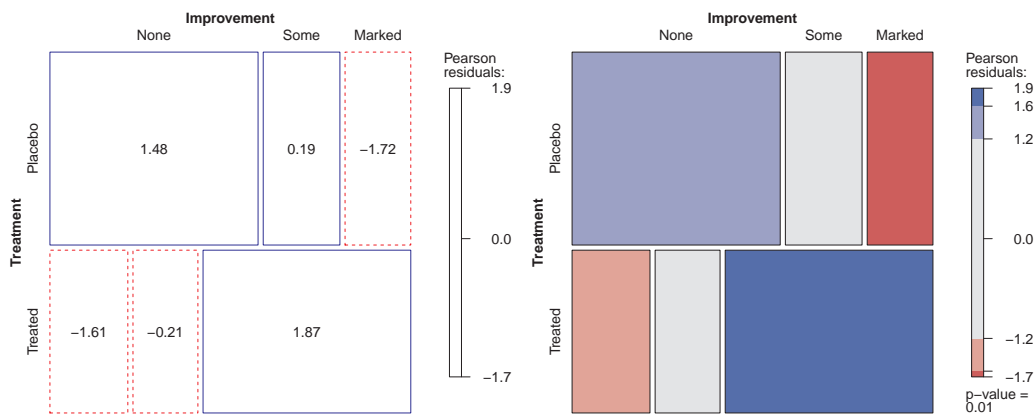 Improvement
None Some Marked
Pearson
residuals:
1.9
Placebo
1.48 0.19 −1.72
Treatment
0.0
Treated
−1.61 −0.21 1.87
−1.7
Improvement
None Some Marked
Pearson
residuals:
1.9
1.6
1.2
Placebo
Treatment
0.0
Treated
−1.2
−1.7
p−value =
0.01